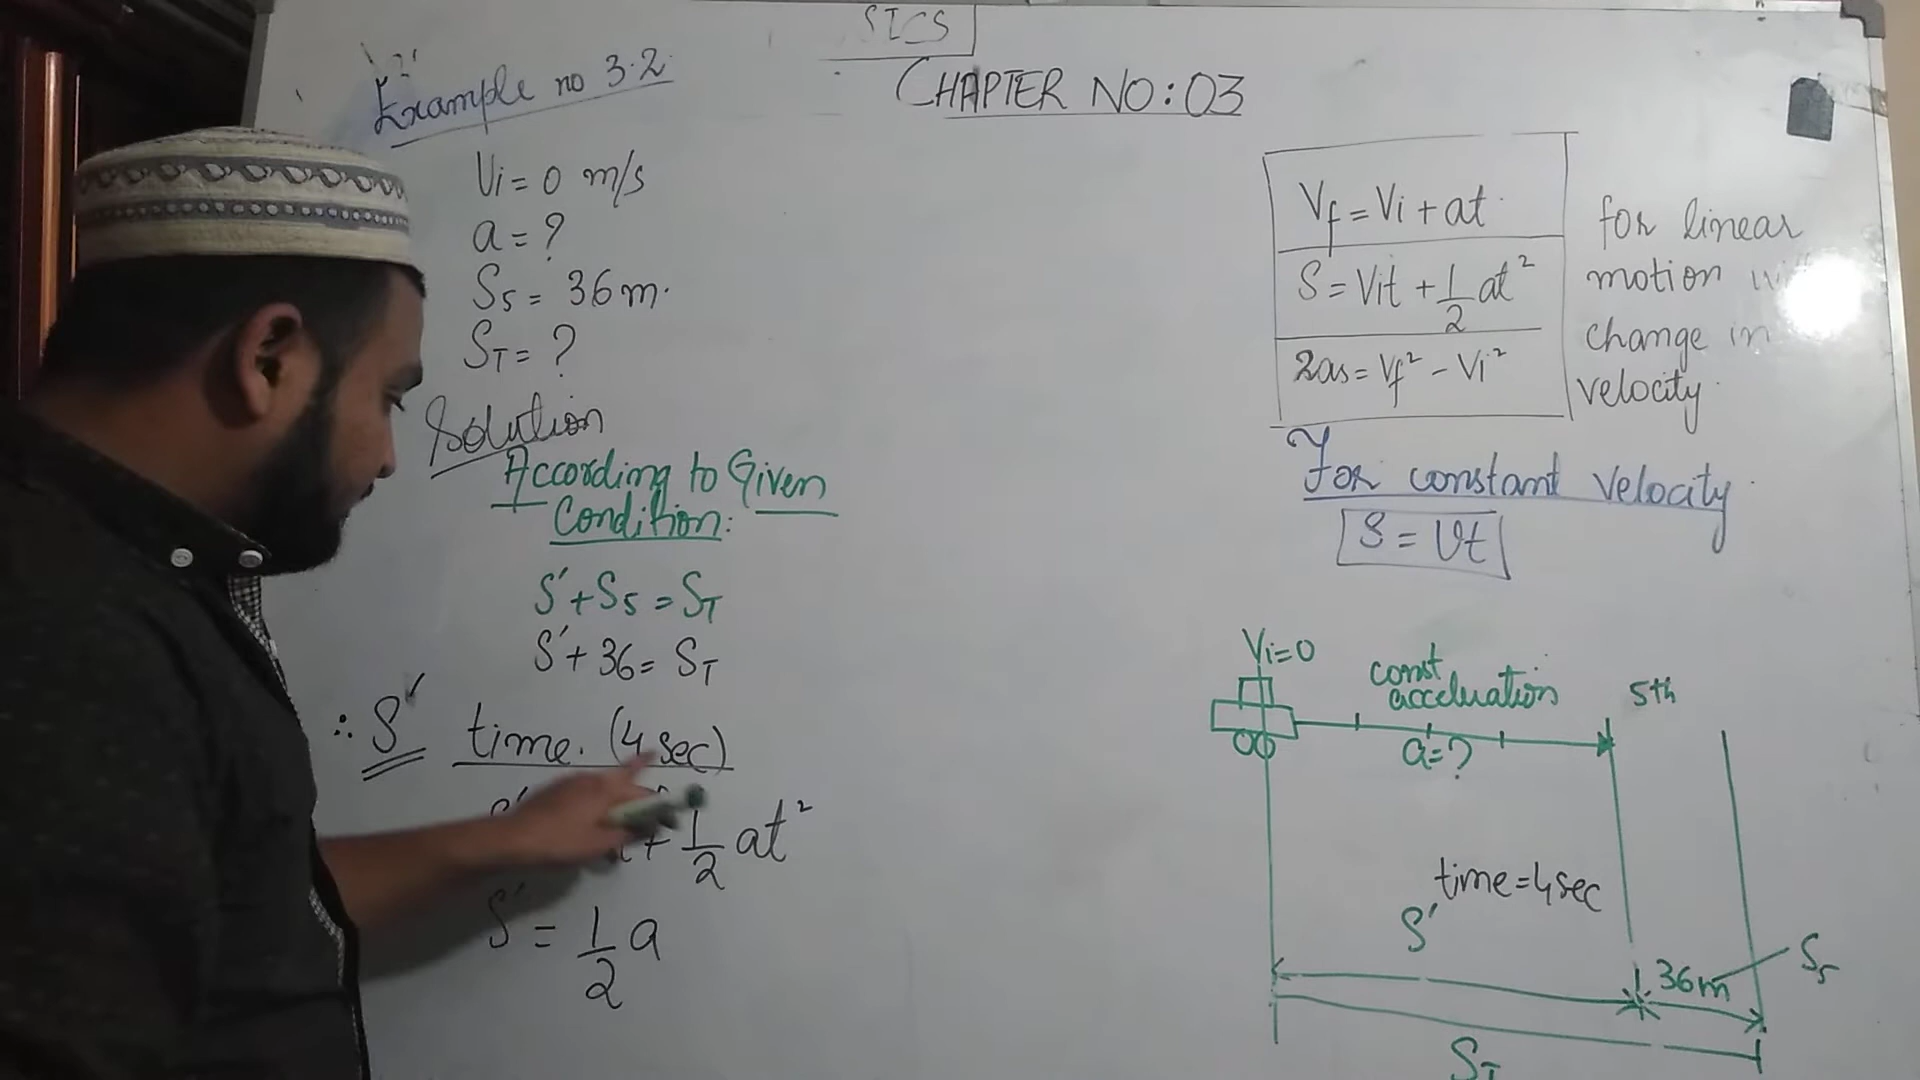 SICS
CHAPTER NO:03
Example no 3.2
Vi = 0 m/s
a = ?
S5 = 36m.
ST = ?
Solution
According to Given
Condition:
S' + S5 = ST
S' + 36 = ST
∴ S' time. (4 sec)
+ 1/2 at²
S' = 1/2 a
Vf = Vi + at
S = Vit + 1/2 at²
2as = Vf² - Vi²
for linear
motion
change in
velocity
For constant velocity
S = Vt
Vi=0
const
acceluation
5th
a=?
time=4sec
S'
36m
S5
ST